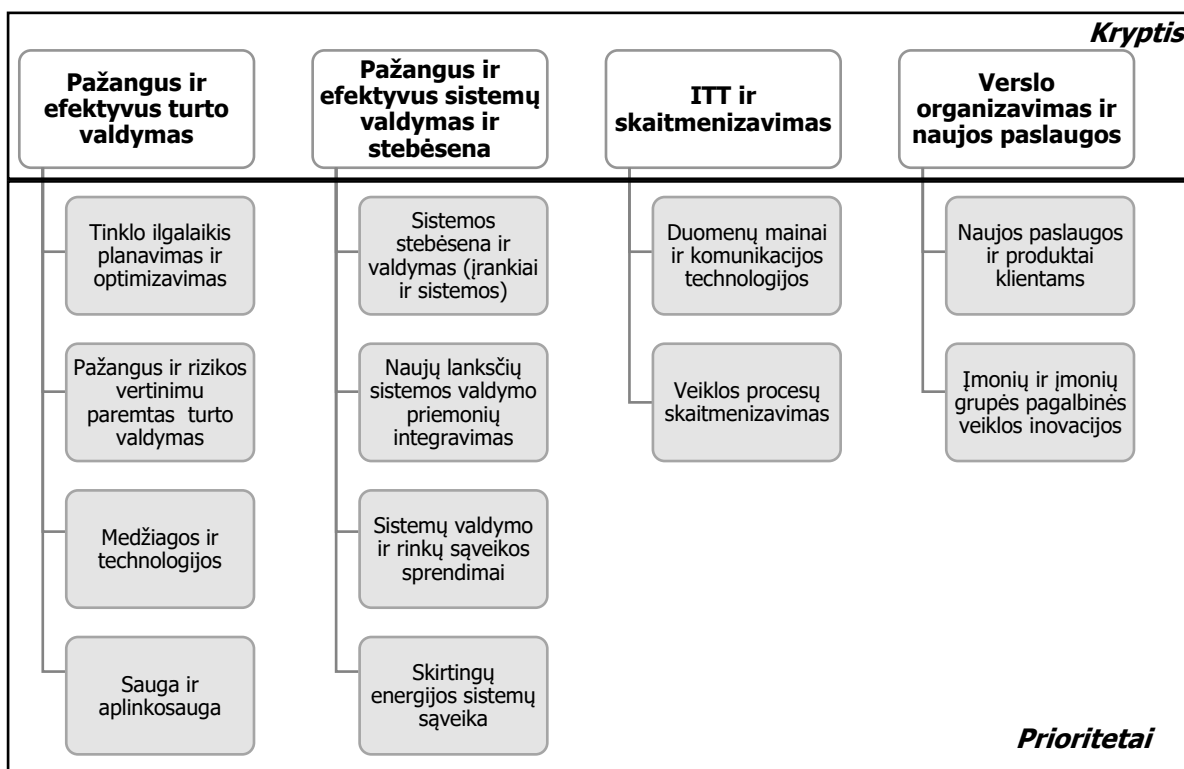 Kryptis
Pažangus ir
efektyvus turto
valdymas
Pažangus ir
efektyvus sistemų
valdymas ir
stebėsena
ITT ir
skaitmenizavimas
Verslo
organizavimas ir
naujos paslaugos
Tinklo ilgalaikis
planavimas ir
optimizavimas
Pažangus ir rizikos
vertinimu
paremtas turto
valdymas
Medžiagos ir
technologijos
Sauga ir
aplinkosauga
Sistemos
stebėsena ir
valdymas (įrankiai
ir sistemos)
Naujų lanksčių
sistemos valdymo
priemonių
integravimas
Sistemų valdymo
ir rinkų sąveikos
sprendimai
Skirtingų
energijos sistemų
sąveika
Duomenų mainai
ir komunikacijos
technologijos
Veiklos procesų
skaitmenizavimas
Naujos paslaugos
ir produktai
klientams
Įmonių ir įmonių
grupės pagalbinės
veiklos inovacijos
Prioritetai